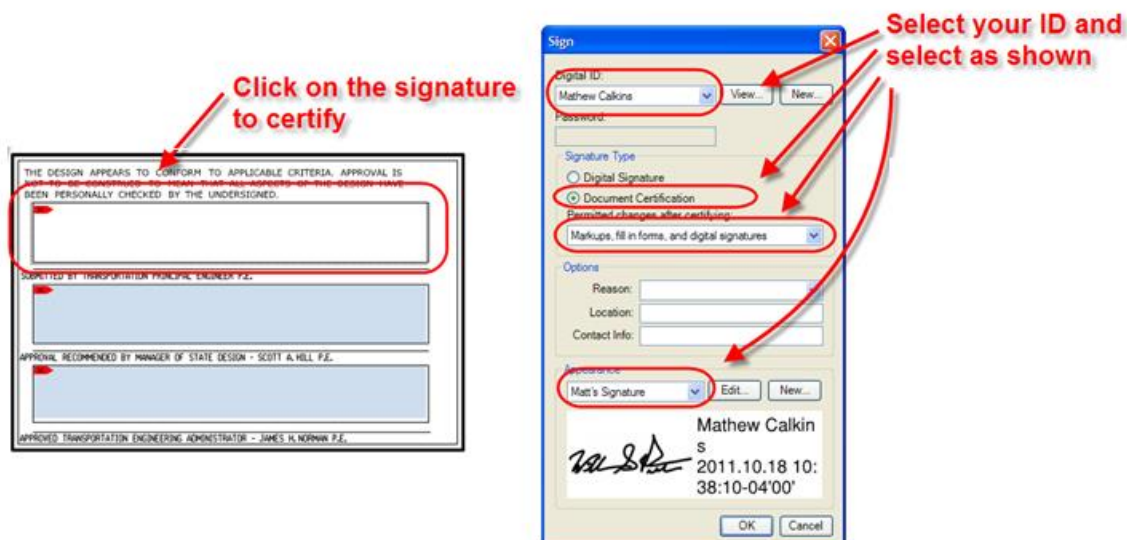 Click on the signature
to certify
THE DESIGN APPEARS TO CONFORM TO APPLICABLE CRITERIA. APPROVAL IS
NOT TO BE CONSTRUED TO MEAN THAT ALL ASPECTS OF THE DESIGN HAVE
BEEN PERSONALLY CHECKED BY THE UNDERSIGNED.
SUBMITTED BY TRANSPORTATION PRINCIPAL ENGINEER P.E.
APPROVAL RECOMMENDED BY MANAGER OF STATE DESIGN - SCOTT A. HILL P.E.
APPROVED TRANSPORTATION ENGINEERING ADMINISTRATOR - JAMES H. NORMAN P.E.
Select your ID and
select as shown
Sign
Digital ID:
Mathew Calkins
View...
New...
Password:
Signature Type
Digital Signature
Document Certification
Permitted changes after certifying:
Markups, fill in forms, and digital signatures
Options
Reason:
Location:
Contact Info:
Appearance
Matt's Signature
Edit...
New...
Mathew Calkin
s
2011.10.18 10:
38:10-04'00'
OK
Cancel